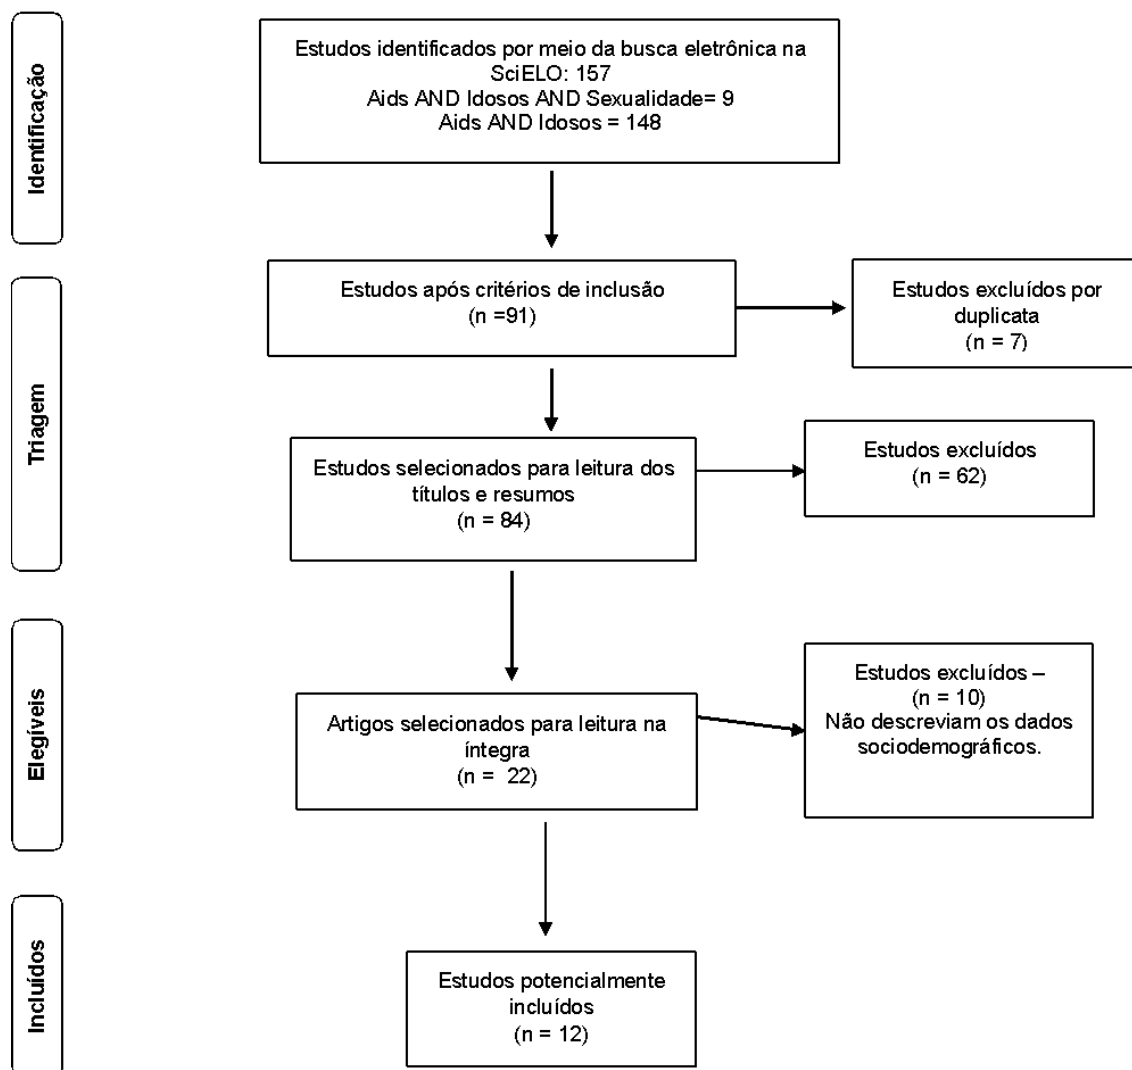 Identificação
Estudos identificados por meio da busca eletrônica na
SciELO: 157
Aids AND Idosos AND Sexualidade= 9
Aids AND Idosos = 148
Triagem
Estudos após critérios de inclusão
(n =91)
Estudos excluídos por
duplicata
(n = 7)
Estudos selecionados para leitura dos
títulos e resumos
(n = 84)
Estudos excluídos
(n = 62)
Elegíveis
Artigos selecionados para leitura na
íntegra
(n = 22)
Estudos excluídos –
(n = 10)
Não descreviam os dados
sociodemográficos.
Incluídos
Estudos potencialmente
incluídos
(n = 12)